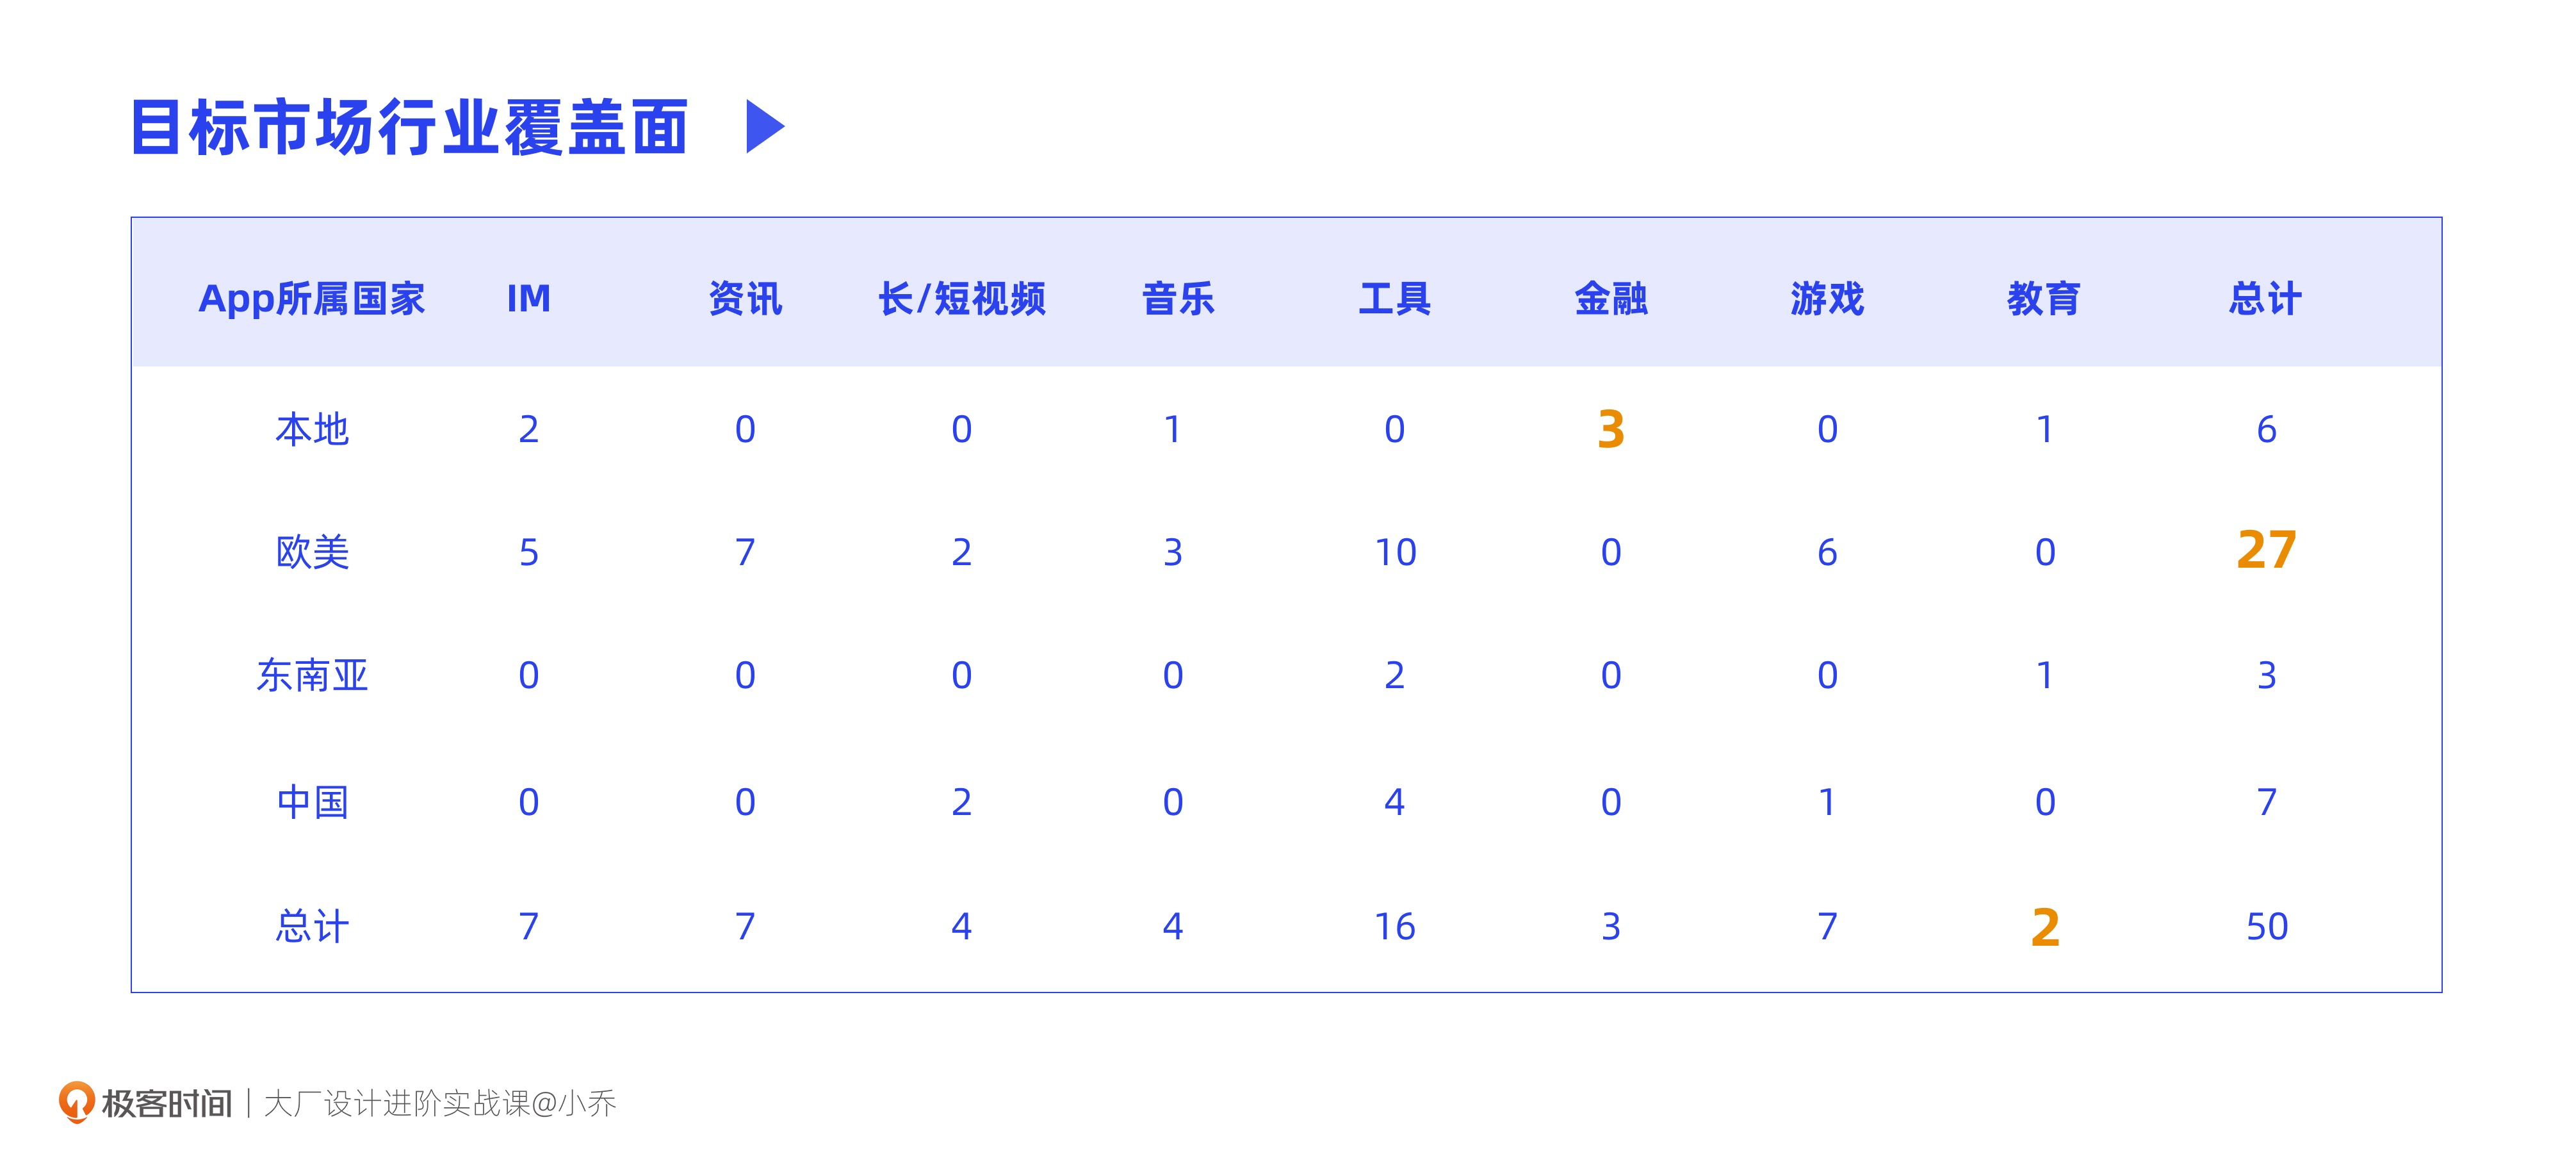 目标市场行业覆盖面
App所属国家 IM 资讯 长/短视频 音乐 工具 金融 游戏 教育 总计
本地 2 0 0 1 0 3 0 1 6
欧美 5 7 2 3 10 0 6 0 27
东南亚 0 0 0 0 2 0 0 1 3
中国 0 0 2 0 4 0 1 0 7
总计 7 7 4 4 16 3 7 2 50
极客时间 | 大厂设计进阶实战课@小乔